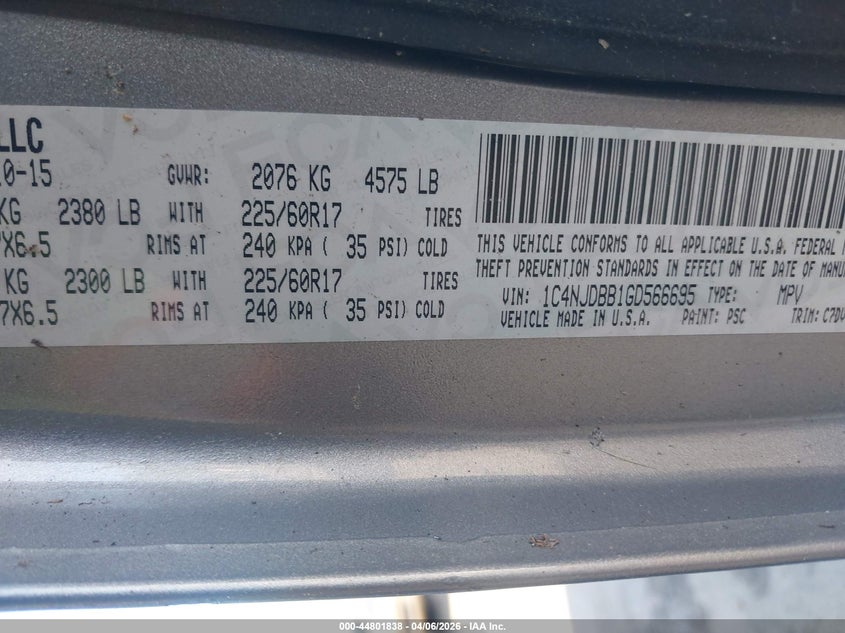 LLC
10-15 GVWR: 2076 KG 4575 LB
KG 2380 LB WITH 225/60R17 TIRES
7X6.5 RIMS AT 240 KPA ( 35 PSI) COLD
KG 2300 LB WITH 225/60R17 TIRES
7X6.5 RIMS AT 240 KPA ( 35 PSI) COLD
THIS VEHICLE CONFORMS TO ALL APPLICABLE U.S.A. FEDERAL
THEFT PREVENTION STANDARDS IN EFFECT ON THE DATE OF MANU
VIN: 1C4NJDBB1GD566695 TYPE: MPV
VEHICLE MADE IN U.S.A. PAINT: PSC TRIM: C7DV
000-44801838 - 04/06/2026 - IAA Inc.